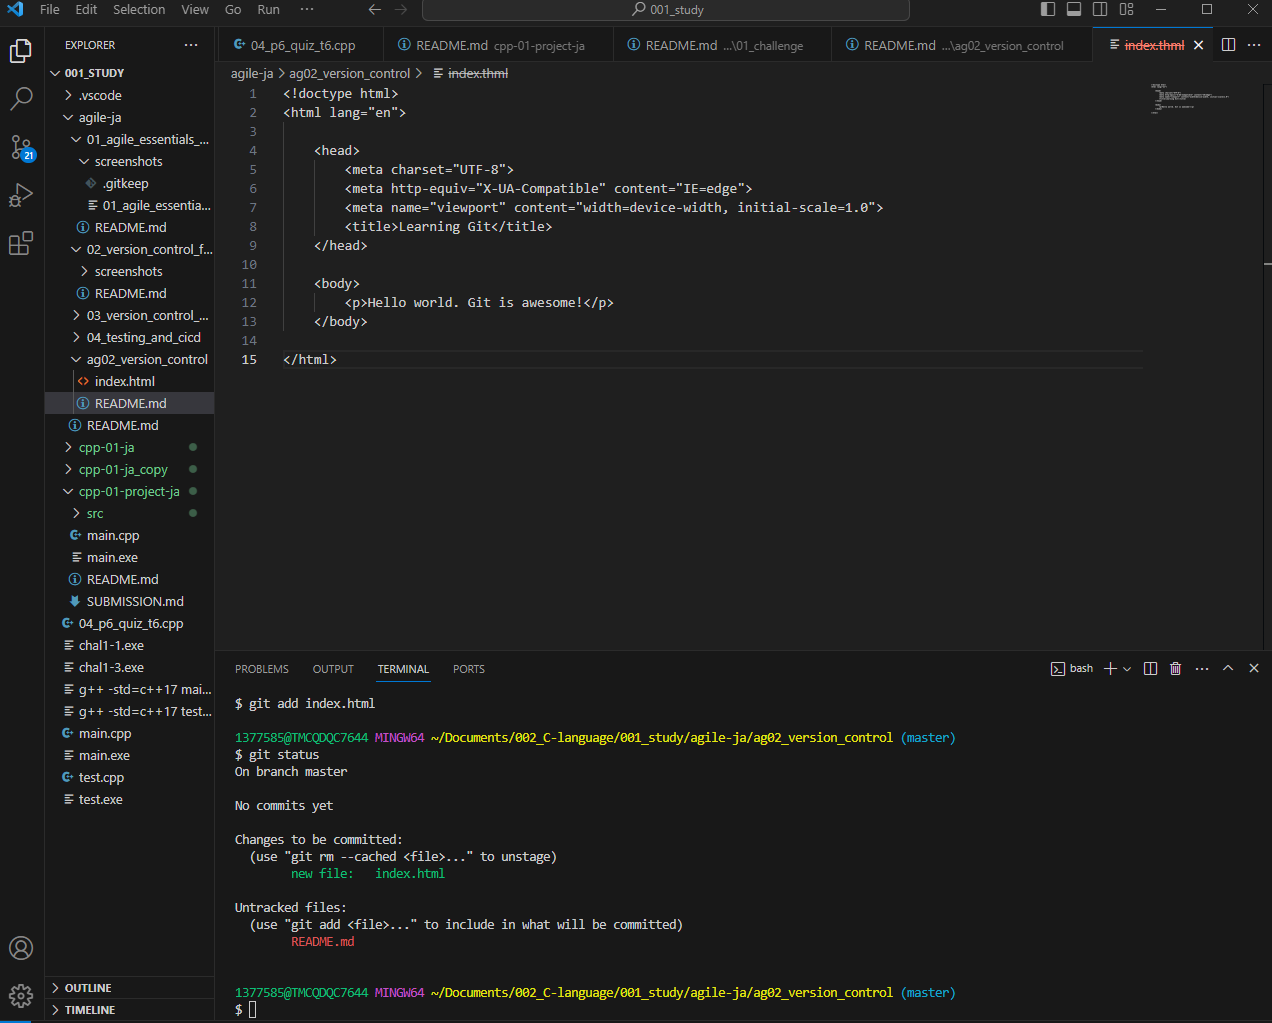 File Edit Selection View Go Run ··· 001_study
EXPLORER ···
001_STUDY
.vscode
agile-ja
01_agile_essentials_...
screenshots
.gitkeep
01_agile_essentia...
README.md
02_version_control_f...
screenshots
README.md
03_version_control_...
04_testing_and_cicd
ag02_version_control
index.html
README.md
README.md
cpp-01-ja
cpp-01-ja_copy
cpp-01-project-ja
src
main.cpp
main.exe
README.md
SUBMISSION.md
04_p6_quiz_t6.cpp
chal1-1.exe
chal1-3.exe
g++ -std=c++17 mai...
g++ -std=c++17 test...
main.cpp
main.exe
test.cpp
test.exe
OUTLINE
TIMELINE
21
04_p6_quiz_t6.cpp README.md cpp-01-project-ja README.md ...\01_challenge README.md ...\ag02_version_control index.thml
agile-ja > ag02_version_control > index.thml
1 <!doctype html>
2 <html lang="en">
3
4 <head>
5 <meta charset="UTF-8">
6 <meta http-equiv="X-UA-Compatible" content="IE=edge">
7 <meta name="viewport" content="width=device-width, initial-scale=1.0">
8 <title>Learning Git</title>
9 </head>
10
11 <body>
12 <p>Hello world. Git is awesome!</p>
13 </body>
14
15 </html>
PROBLEMS OUTPUT TERMINAL PORTS bash
$ git add index.html
1377585@TMCQDQC7644 MINGW64 ~/Documents/002_C-language/001_study/agile-ja/ag02_version_control (master)
$ git status
On branch master
No commits yet
Changes to be committed:
(use "git rm --cached <file>..." to unstage)
new file: index.html
Untracked files:
(use "git add <file>..." to include in what will be committed)
README.md
1377585@TMCQDQC7644 MINGW64 ~/Documents/002_C-language/001_study/agile-ja/ag02_version_control (master)
$